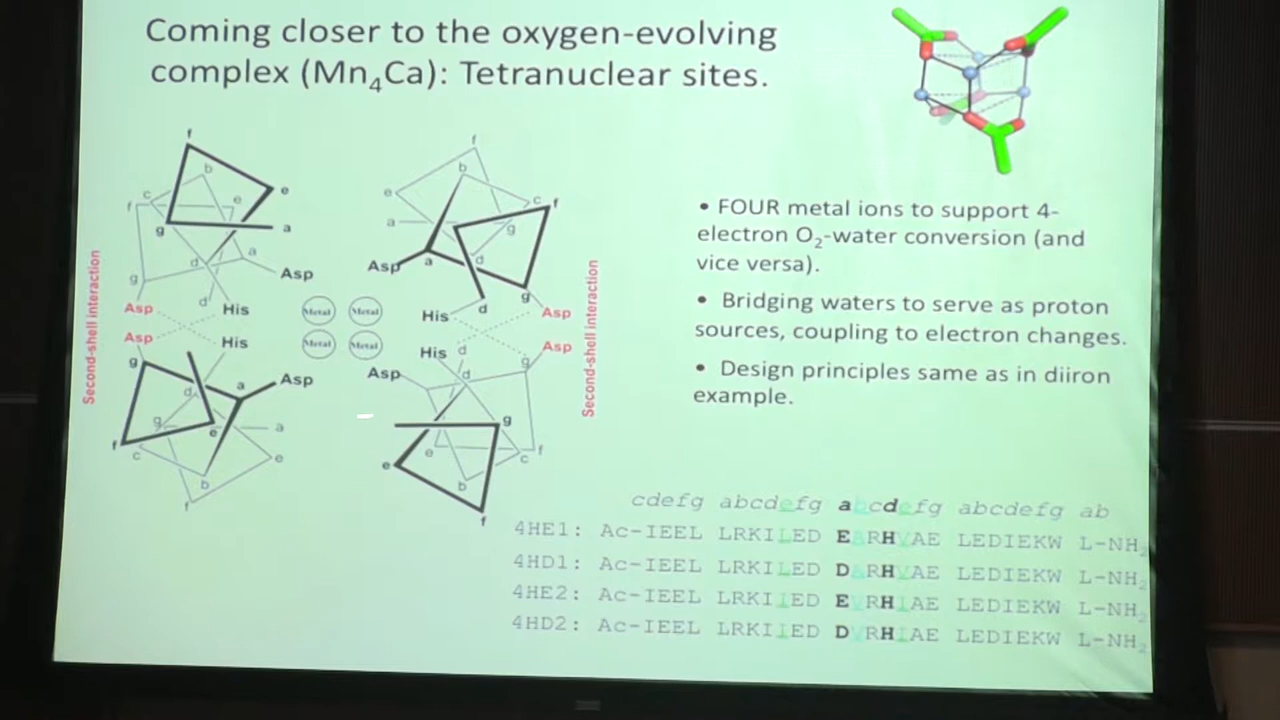 Coming closer to the oxygen-evolving
complex (Mn₄Ca): Tetranuclear sites.
f
b
c
f
e
e
g
a
d
a
g
d
Asp
Asp
His
Second-shell interaction
Asp
His
g
a
Asp
d
g
e
a
f
c
e
b
f
f
b
e
c
f
a
g
Asp
a
d
g
His
d
Asp
Metal
Metal
Metal
Metal
Second-shell interaction
His
d
Asp
g
Asp
d
g
e
f
c
e
b
f
• FOUR metal ions to support 4-
electron O₂-water conversion (and
vice versa).
• Bridging waters to serve as proton
sources, coupling to electron changes.
• Design principles same as in diiron
example.
cdefg abcdefg abcdefg abcdefg ab
4HE1: Ac-IEEL LRKILED EARHVAE LEDIEKW L-NH₂
4HD1: Ac-IEEL LRKILED DARHVAE LEDIEKW L-NH₂
4HE2: Ac-IEEL LRKIIED EVRHIAE LEDIEKW L-NH₂
4HD2: Ac-IEEL LRKIIED DVRHIAE LEDIEKW L-NH₂